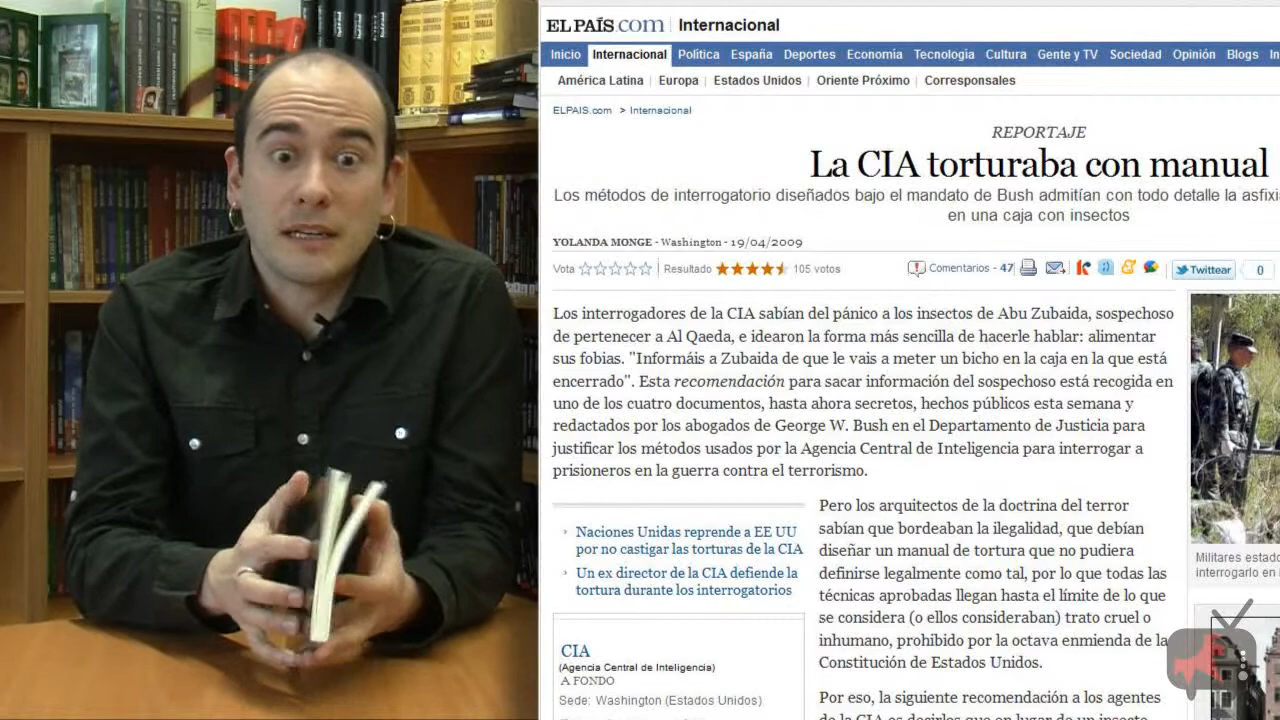 EL PAÍS.com Internacional
Inicio Internacional Política España Deportes Economía Tecnología Cultura Gente y TV Sociedad Opinión Blogs
América Latina Europa Estados Unidos Oriente Próximo Corresponsales
ELPAIS.com > Internacional
REPORTAJE
La CIA torturaba con manual
Los métodos de interrogatorio diseñados bajo el mandato de Bush admitían con todo detalle la
en una caja con insectos
YOLANDA MONGE - Washington - 19/04/2009
Vota Resultado 105 votos Comentarios - 47 Twittear 0
Los interrogadores de la CIA sabían del pánico a los insectos de Abu Zubaida, sospechoso
de pertenecer a Al Qaeda, e idearon la forma más sencilla de hacerle hablar: alimentar
sus fobias. "Informáis a Zubaida de que le vais a meter un bicho en la caja en la que está
encerrado". Esta recomendación para sacar información del sospechoso está recogida en
uno de los cuatro documentos, hasta ahora secretos, hechos públicos esta semana y
redactados por los abogados de George W. Bush en el Departamento de Justicia para
justificar los métodos usados por la Agencia Central de Inteligencia para interrogar a
prisioneros en la guerra contra el terrorismo.
Naciones Unidas reprende a EE UU
por no castigar las torturas de la CIA
Un ex director de la CIA defiende la
tortura durante los interrogatorios
CIA
(Agencia Central de Inteligencia)
A FONDO
Sede: Washington (Estados Unidos)
Pero los arquitectos de la doctrina del terror
sabían que bordeaban la ilegalidad, que debían
diseñar un manual de tortura que no pudiera
definirse legalmente como tal, por lo que todas las
técnicas aprobadas llegan hasta el límite de lo que
se considera (o ellos consideraban) trato cruel o
inhumano, prohibido por la octava enmienda de la
Constitución de Estados Unidos.
Por eso, la siguiente recomendación a los agentes
de la CIA es decirles que en lugar de un insecto
Militares
interrogarlo en